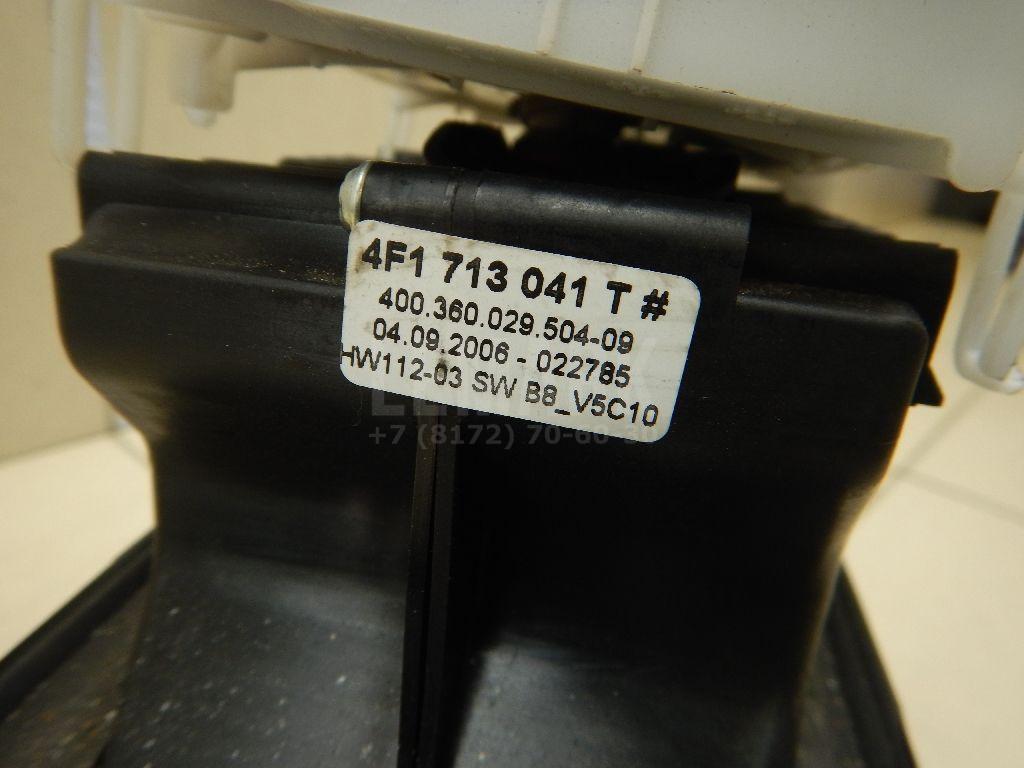 4F1 713 041 T #
400.360.029.504-09
04.09.2006 - 022785
HW112-03 SW B8_V5C10
+7 (8172) 70-60-